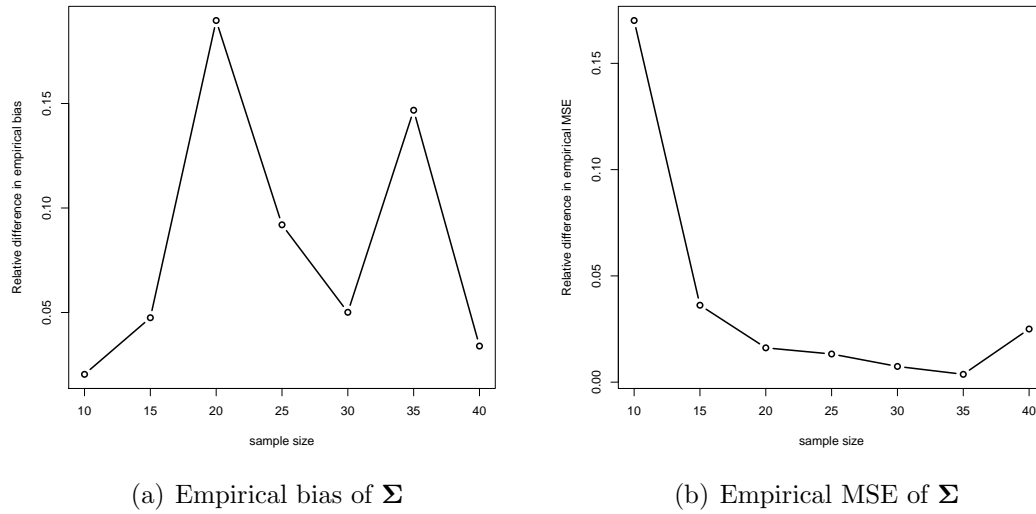 Relative difference in empirical bias
0.15
0.10
0.05
10 15 20 25 30 35 40
sample size
(a) Empirical bias of Σ
Relative difference in empirical MSE
0.15
0.10
0.05
0.00
10 15 20 25 30 35 40
sample size
(b) Empirical MSE of Σ